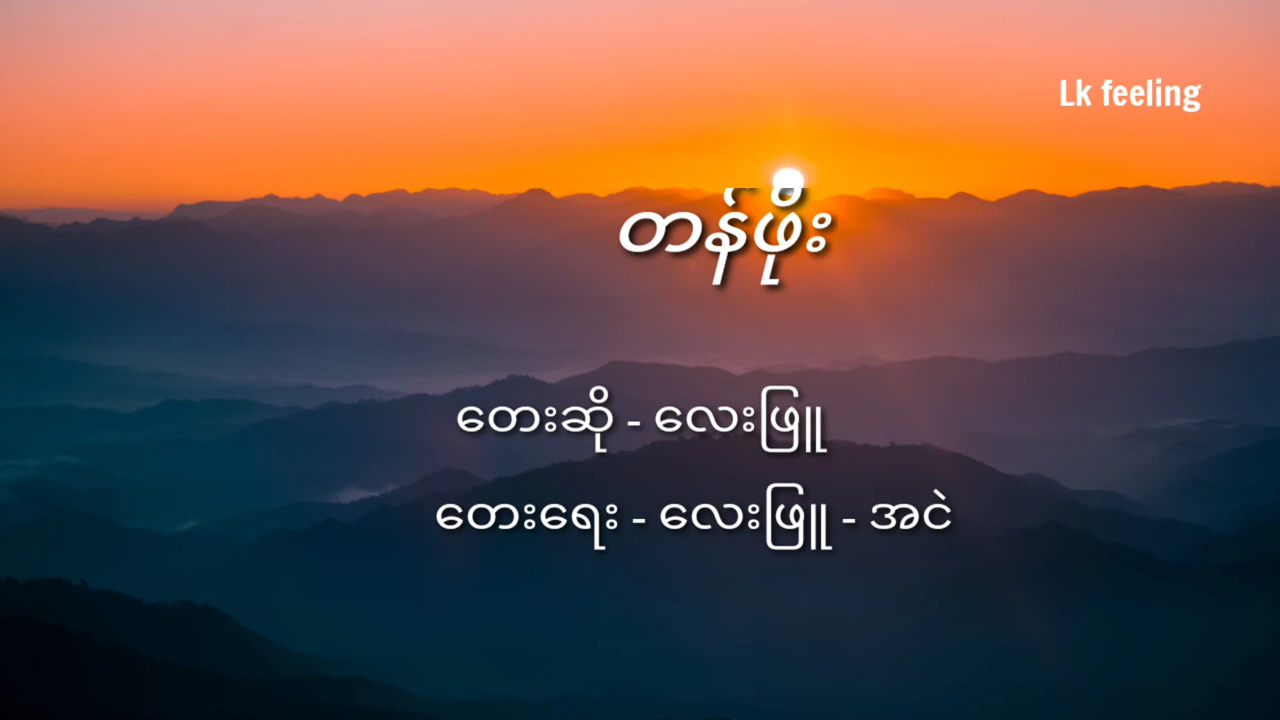 Lk feeling
တန်ဖိုး
တေးဆို - လေးဖြူ
တေးရေး - လေးဖြူ - အငဲ